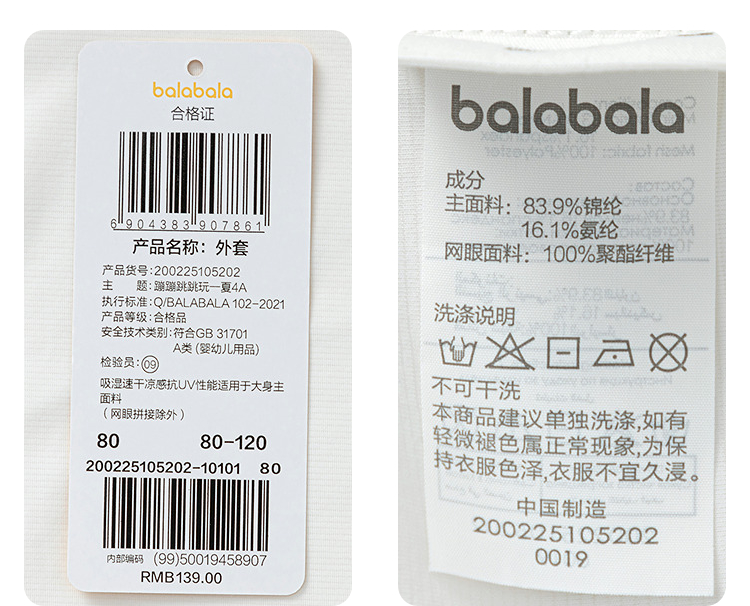 balabala
合格证
6904383907861
产品名称：外套
产品货号:200225105202
主　　题:蹦蹦跳跳玩一夏4A
执行标准:Q/BALABALA 102-2021
产品等级:合格品
安全技术类别:符合GB 31701
A类 (婴幼儿用品)
检验员:09
吸湿速干凉感抗UV性能适用于大身主
面料
（网眼拼接除外）
80 80-120
200225105202-10101 80
内部编码 (99)50019458907
RMB139.00
balabala
成分
主面料：83.9%锦纶
16.1%氨纶
网眼面料：100%聚酯纤维
洗涤说明
不可干洗
本商品建议单独洗涤,如有
轻微褪色属正常现象,为保
持衣服色泽,衣服不宜久浸。
中国制造
200225105202
0019